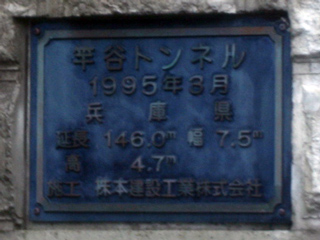 谷トンネル
1995年3月
兵庫県
延長 146.0m 幅 7.5m
高 4.7m
施工 株本建設工業株式会社